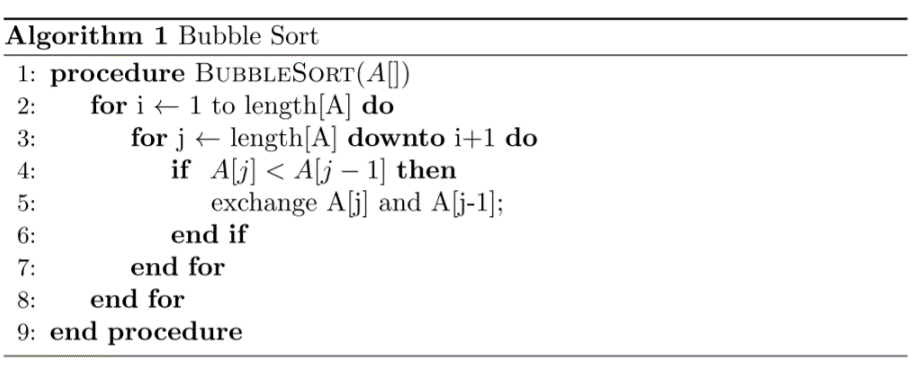 Algorithm 1 Bubble Sort
1: procedure BUBBLESORT(A[])
2: for i ← 1 to length[A] do
3: for j ← length[A] downto i+1 do
4: if A[j] < A[j − 1] then
5: exchange A[j] and A[j-1];
6: end if
7: end for
8: end for
9: end procedure